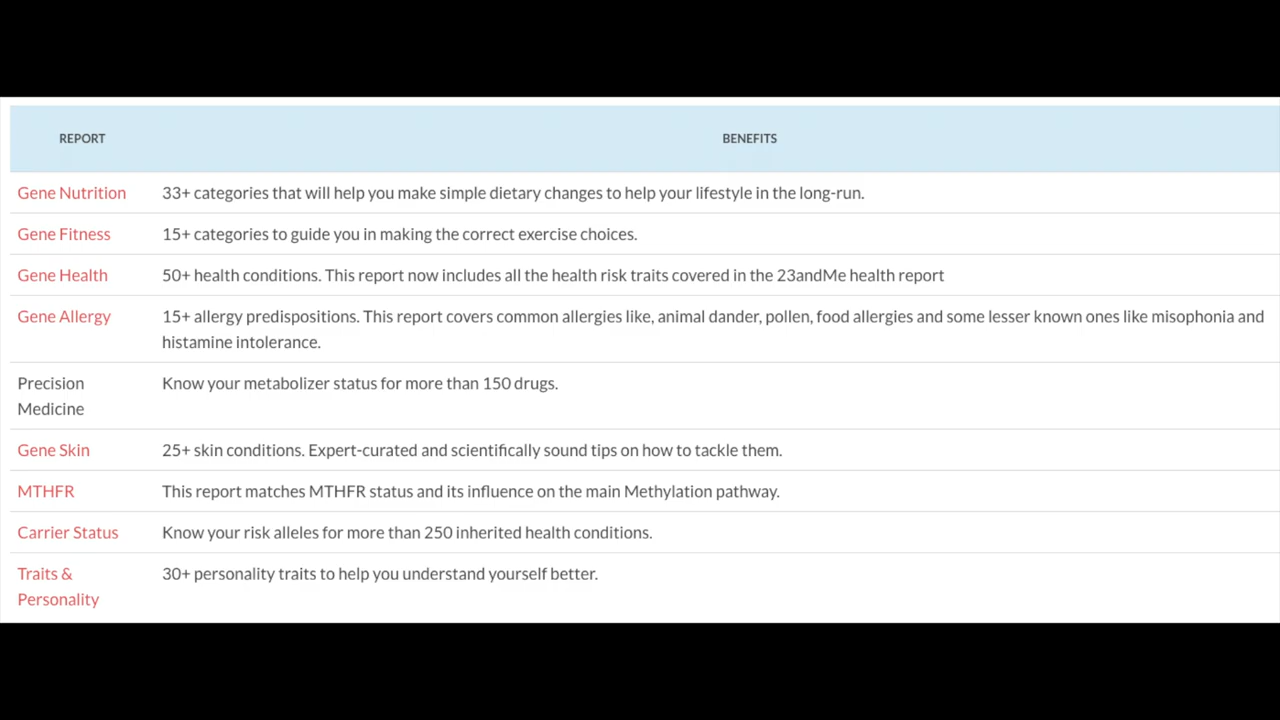 REPORT BENEFITS
Gene Nutrition 33+ categories that will help you make simple dietary changes to help your lifestyle in the long-run.
Gene Fitness 15+ categories to guide you in making the correct exercise choices.
Gene Health 50+ health conditions. This report now includes all the health risk traits covered in the 23andMe health report
Gene Allergy 15+ allergy predispositions. This report covers common allergies like, animal dander, pollen, food allergies and some lesser known ones like misophonia and
histamine intolerance.
Precision Know your metabolizer status for more than 150 drugs.
Medicine
Gene Skin 25+ skin conditions. Expert-curated and scientifically sound tips on how to tackle them.
MTHFR This report matches MTHFR status and its influence on the main Methylation pathway.
Carrier Status Know your risk alleles for more than 250 inherited health conditions.
Traits & 30+ personality traits to help you understand yourself better.
Personality